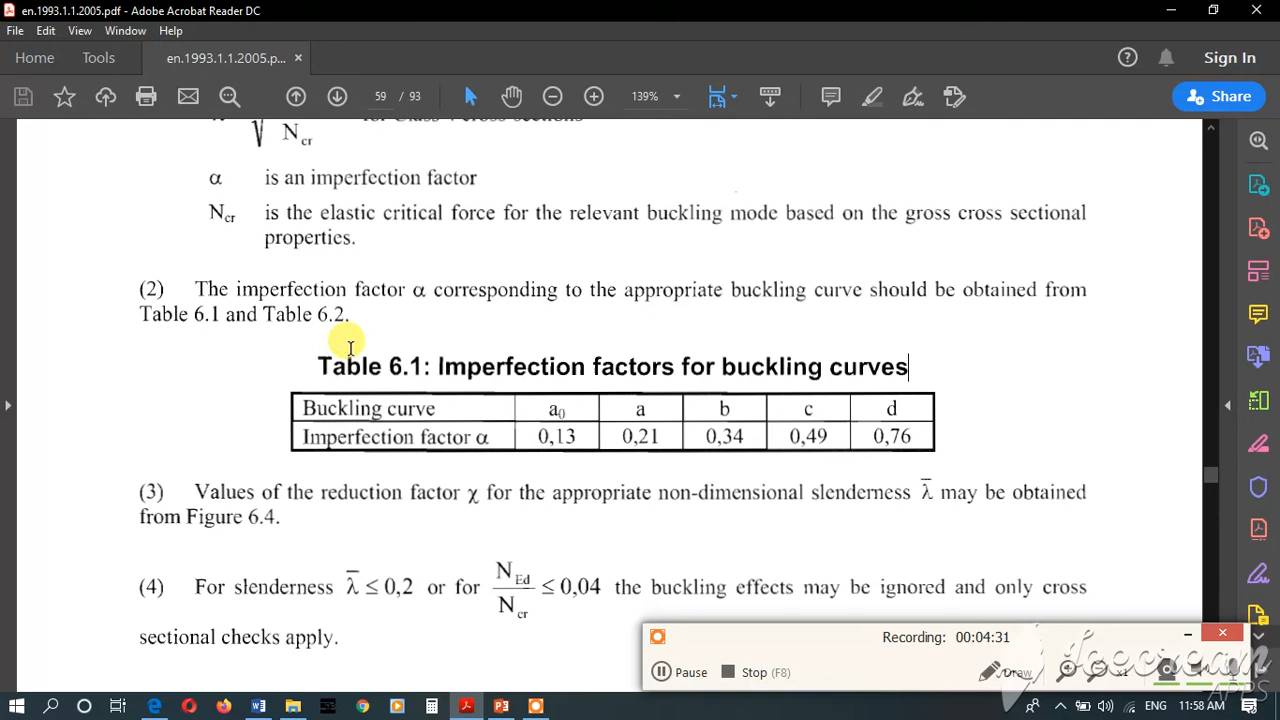 en.1993.1.1.2005.pdf - Adobe Acrobat Reader DC
File Edit View Window Help
Home Tools en.1993.1.1.2005.p... × Sign In
59 / 93 139% Share
N_cr
α is an imperfection factor
N_cr is the elastic critical force for the relevant buckling mode based on the gross cross sectional
properties.
(2) The imperfection factor α corresponding to the appropriate buckling curve should be obtained from
Table 6.1 and Table 6.2.
Table 6.1: Imperfection factors for buckling curves
Buckling curve a₀ a b c d
Imperfection factor α 0,13 0,21 0,34 0,49 0,76
(3) Values of the reduction factor χ for the appropriate non-dimensional slenderness λ̄ may be obtained
from Figure 6.4.
(4) For slenderness λ̄ ≤ 0,2 or for N_Ed / N_cr ≤ 0,04 the buckling effects may be ignored and only cross
sectional checks apply.
Recording: 00:04:31
Pause Stop (F8) Draw x1
icecream
APPS
11:58 AM